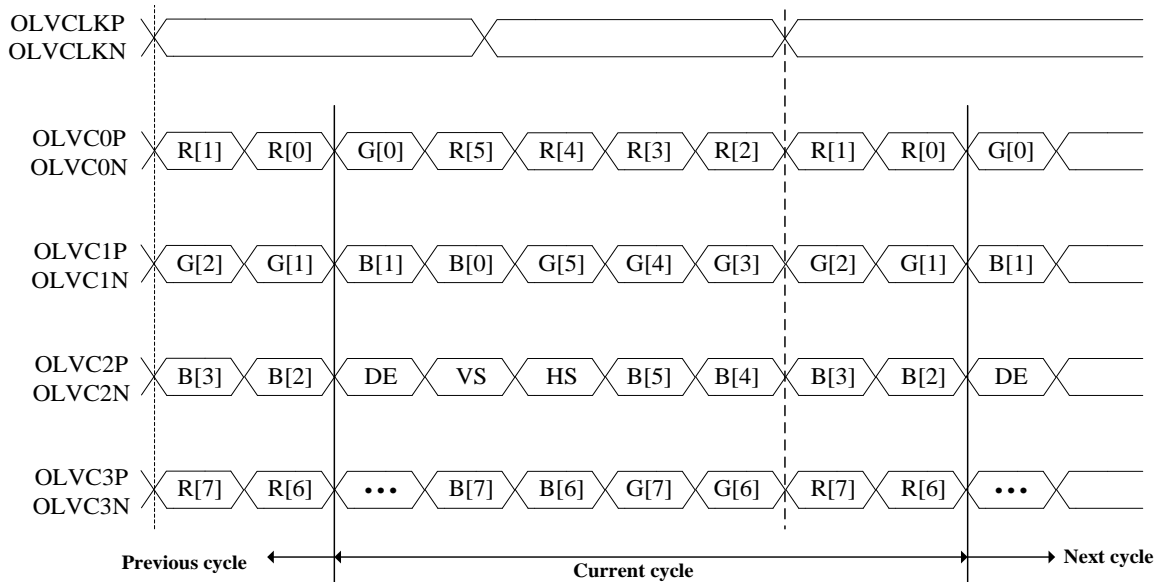 OLVCLKP
OLVCLKN
OLVC0P
OLVC0N
R[1] R[0] G[0] R[5] R[4] R[3] R[2] R[1] R[0] G[0]
OLVC1P
OLVC1N
G[2] G[1] B[1] B[0] G[5] G[4] G[3] G[2] G[1] B[1]
OLVC2P
OLVC2N
B[3] B[2] DE VS HS B[5] B[4] B[3] B[2] DE
OLVC3P
OLVC3N
R[7] R[6] ••• B[7] B[6] G[7] G[6] R[7] R[6] •••
Previous cycle Current cycle Next cycle